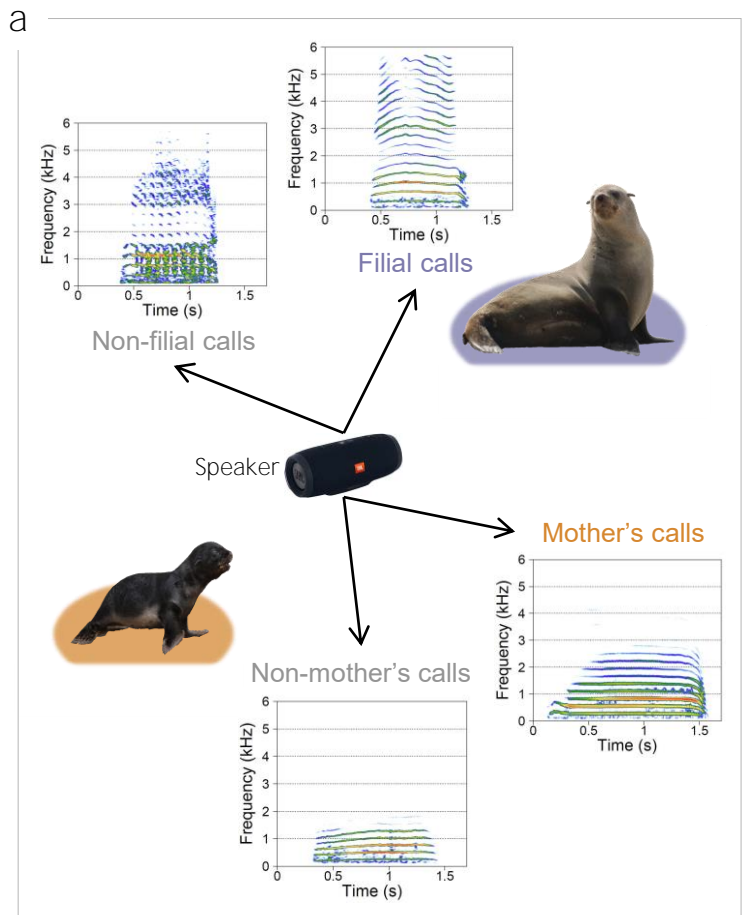 a
6
5
4
3
2
1
0
Frequency (kHz)
0 0.5 1 1.5
Time (s)
Filial calls
6
5
4
3
2
1
0
Frequency (kHz)
0 0.5 1 1.5
Time (s)
Non-filial calls
Speaker
JBL
Mother's calls
6
5
4
3
2
1
0
Frequency (kHz)
0 0.5 1 1.5
Time (s)
Non-mother's calls
6
5
4
3
2
1
0
Frequency (kHz)
0 0.5 1 1.5
Time (s)